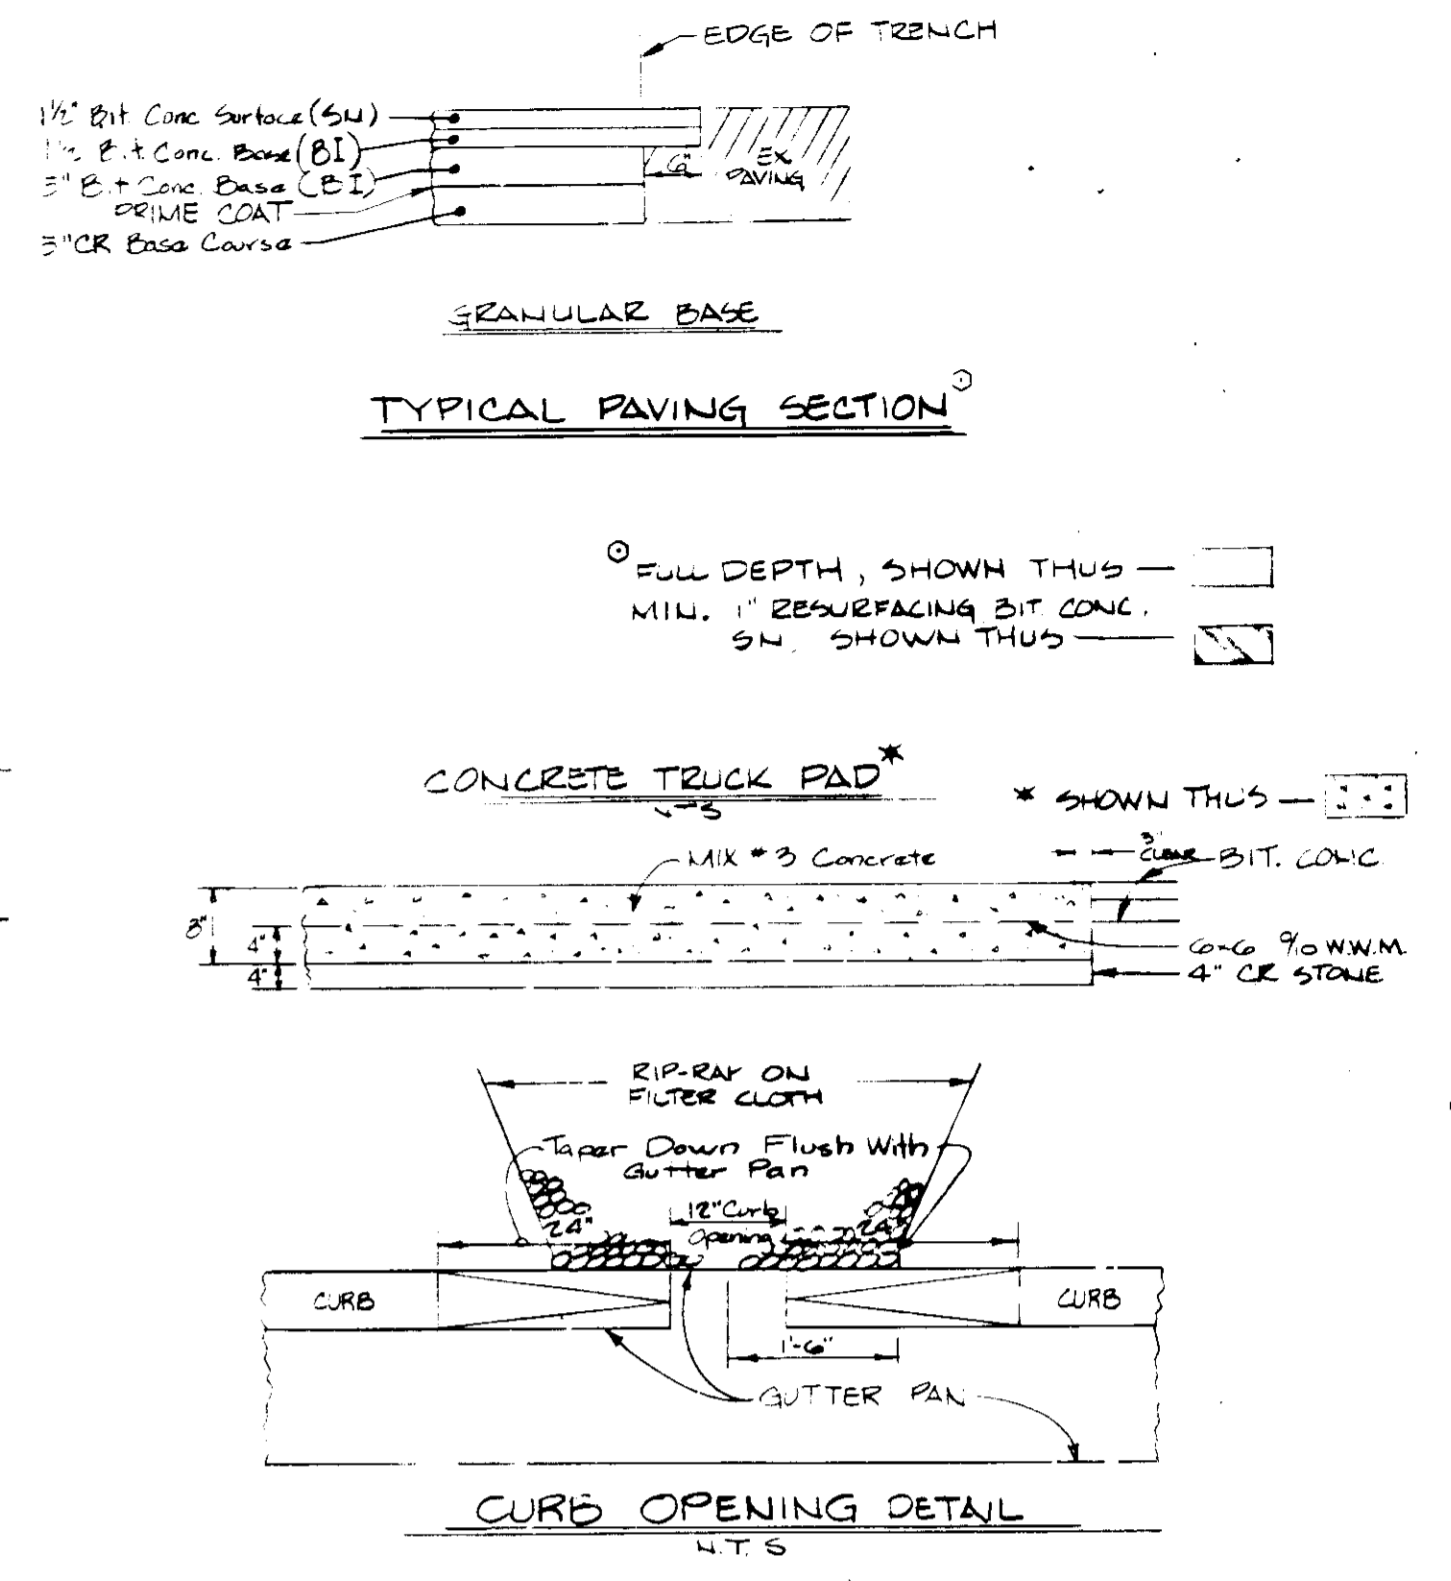 EDGE OF TRENCH
1½" Bit. Conc Surface (SN)
1½ Bit. Conc. Base (BI)
3" Bit Conc. Base (BI)
PRIME COAT
3" CR Base Course
6"
EX
PAVING
GRANULAR BASE
TYPICAL PAVING SECTION
FULL DEPTH, SHOWN THUS
MIN. 1" RESURFACING BIT. CONC.
SN. SHOWN THUS
CONCRETE TRUCK PAD*
NTS
* SHOWN THUS
MIX #3 Concrete
3"
CLEAR
BIT. CONC.
8"
4"
4"
6x6 W.W.M.
4" CR STONE
RIP-RAP ON
FILTER CLOTH
Taper Down Flush With
Gutter Pan
12" Curb
Opening
24"
24"
CURB
CURB
1'-6"
GUTTER PAN
CURB OPENING DETAIL
N.T.S